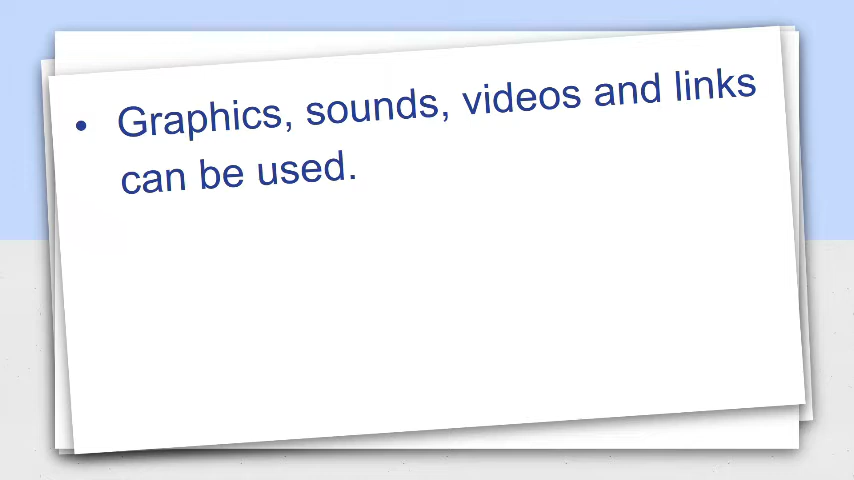 • Graphics, sounds, videos and links
can be used.